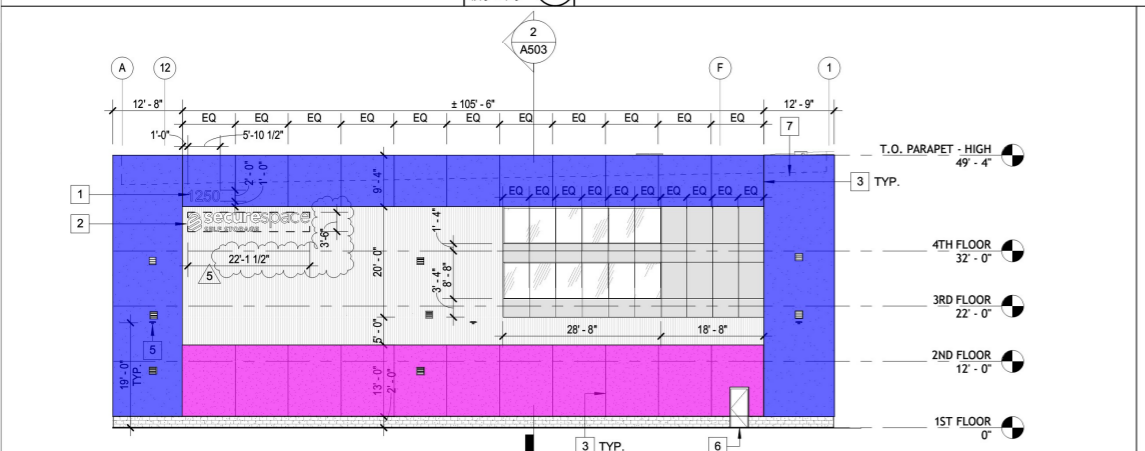 2
A503
A
12
F
1
12' - 8"
± 105' - 6"
12' - 9"
EQ EQ EQ EQ EQ EQ EQ EQ EQ EQ EQ
1'-0"
5'-10 1/2"
7
T.O. PARAPET - HIGH
49' - 4"
2' - 0"
1' - 0"
9' - 4"
1
1250
EQ EQ EQ EQ EQ EQ EQ EQ EQ EQ
3 TYP.
2
securespace
SELF STORAGE
3'-6"
1' - 4"
4TH FLOOR
32' - 0"
22'-1 1/2"
5
20' - 0"
3' - 4"
8' - 8"
3RD FLOOR
22' - 0"
28' - 8"
18' - 8"
5
5' - 0"
2ND FLOOR
12' - 0"
19' - 0"
TYP.
13' - 0"
2' - 0"
1ST FLOOR
0"
3 TYP.
6